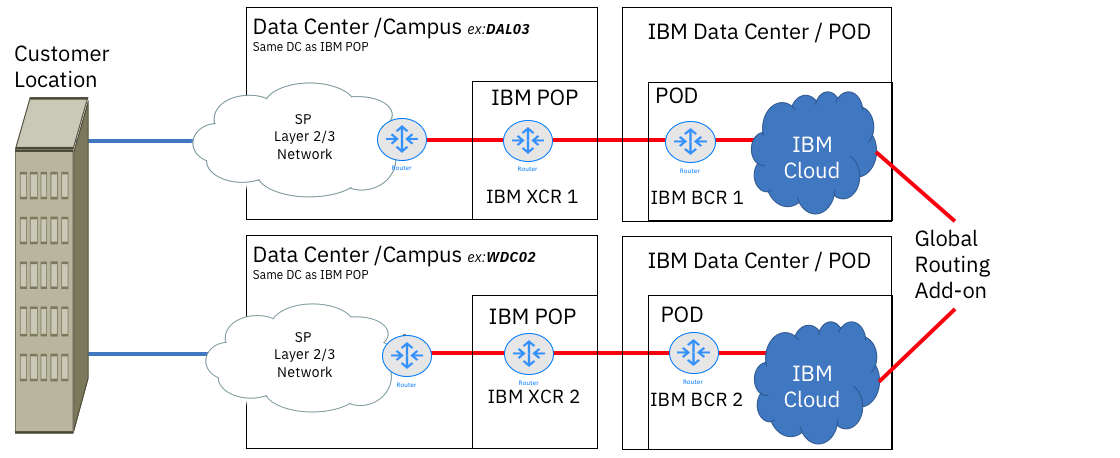 Customer
Location
Data Center /Campus ex:DAL03
Same DC as IBM POP
SP
Layer 2/3
Network
Router
IBM POP
Router
IBM XCR 1
IBM Data Center / POD
POD
Router
IBM BCR 1
IBM
Cloud
Data Center /Campus ex:WDC02
Same DC as IBM POP
SP
Layer 2/3
Network
Router
IBM POP
Router
IBM XCR 2
IBM Data Center / POD
POD
Router
IBM BCR 2
IBM
Cloud
Global
Routing
Add-on